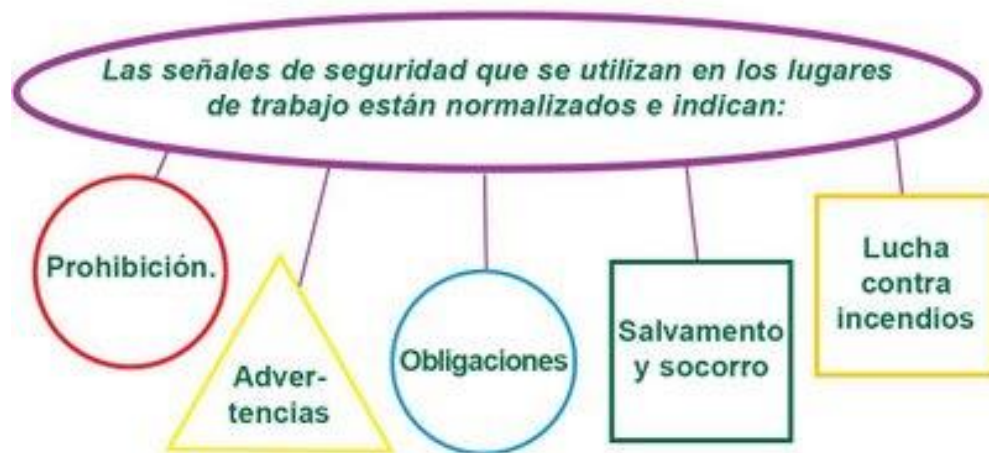 Las señales de seguridad que se utilizan en los lugares
de trabajo están normalizados e indican:
Prohibición.
Adver-
tencias
Obligaciones
Salvamento
y socorro
Lucha
contra
incendios